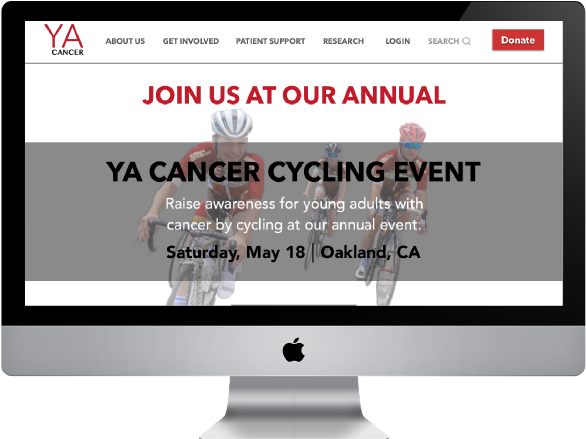 YA
CANCER
ABOUT US GET INVOLVED PATIENT SUPPORT RESEARCH LOGIN SEARCH Donate
JOIN US AT OUR ANNUAL
YA CANCER CYCLING EVENT
Raise awareness for young adults with
cancer by cycling at our annual event.
Saturday, May 18 | Oakland, CA